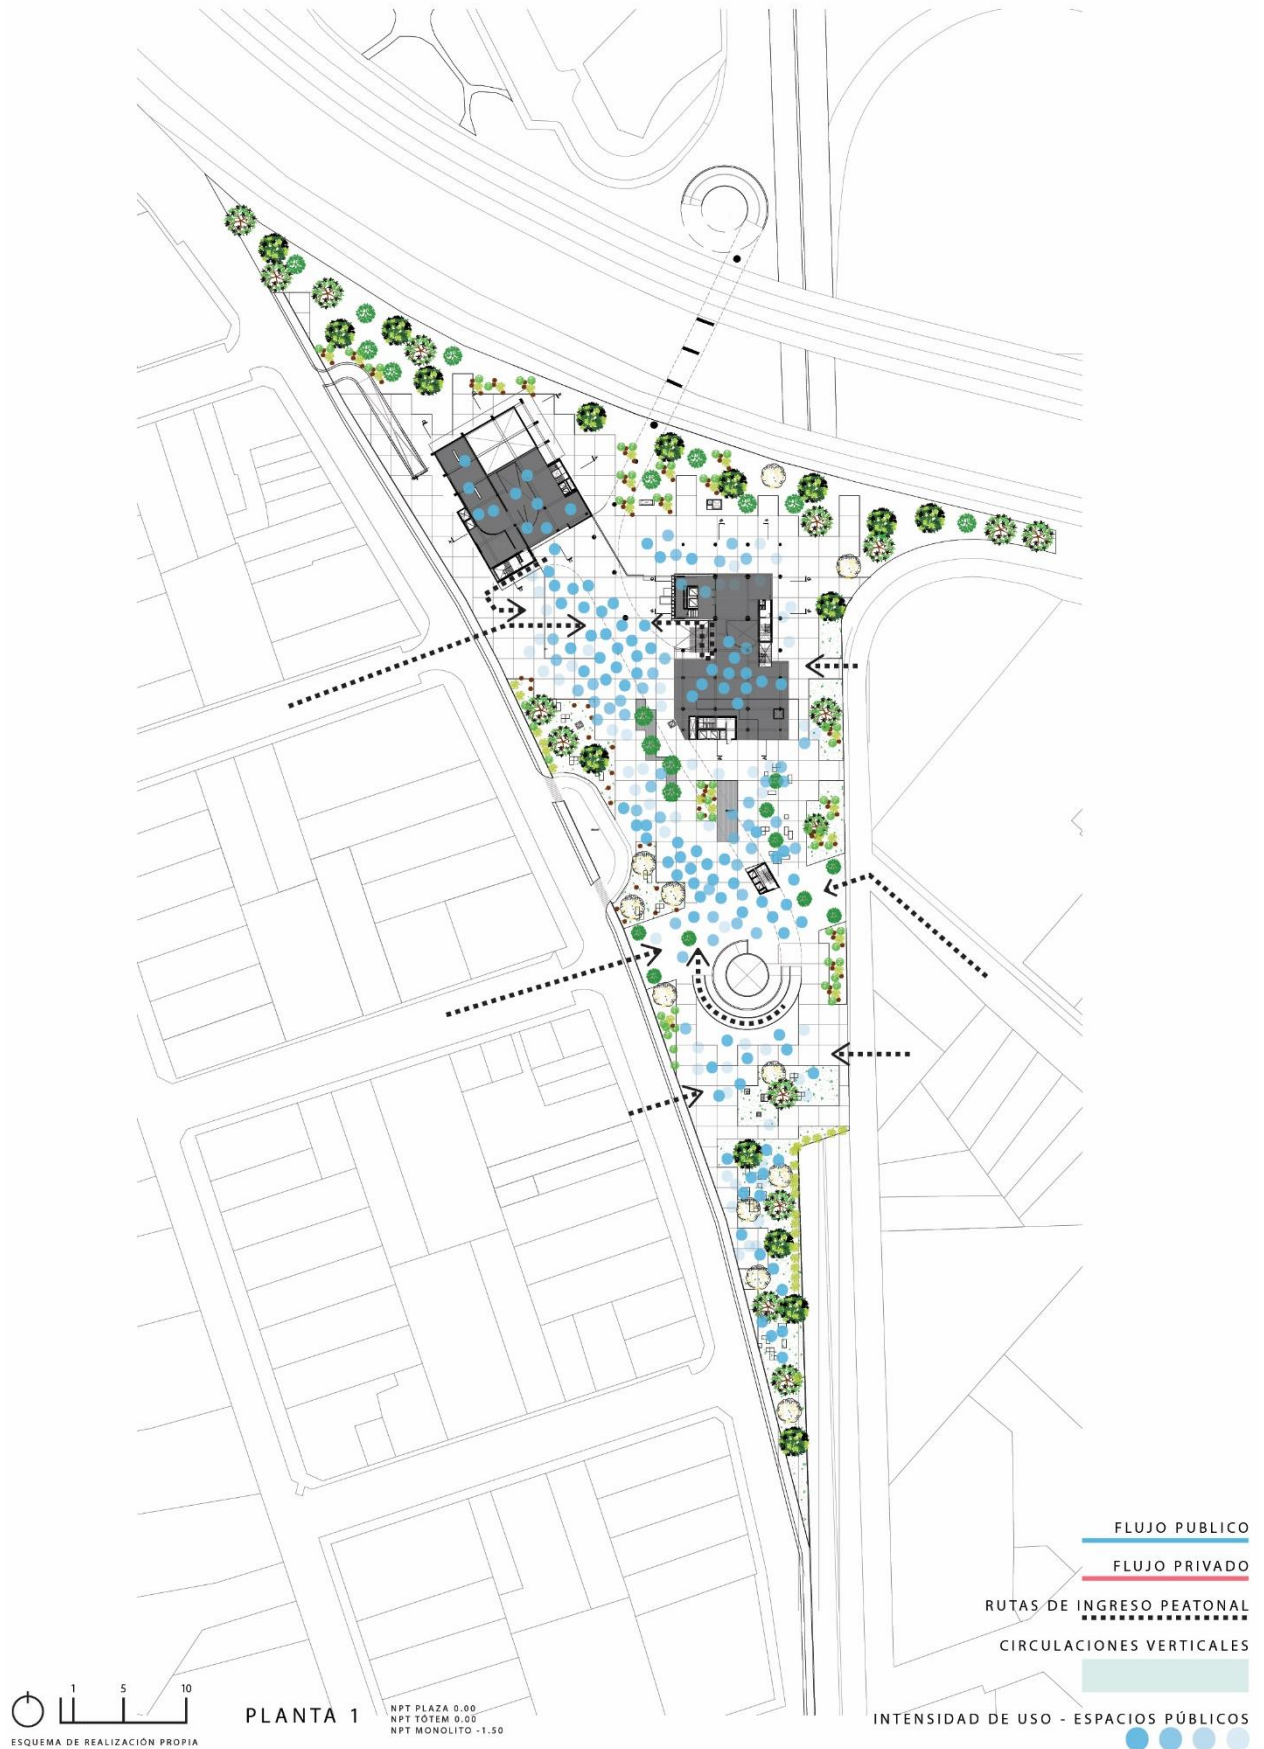 FLUJO PUBLICO
FLUJO PRIVADO
RUTAS DE INGRESO PEATONAL
CIRCULACIONES VERTICALES
INTENSIDAD DE USO - ESPACIOS PÚBLICOS
1 5 10
ESQUEMA DE REALIZACIÓN PROPIA
PLANTA 1
NPT PLAZA 0.00
NPT TÓTEM 0.00
NPT MONOLITO -1.50